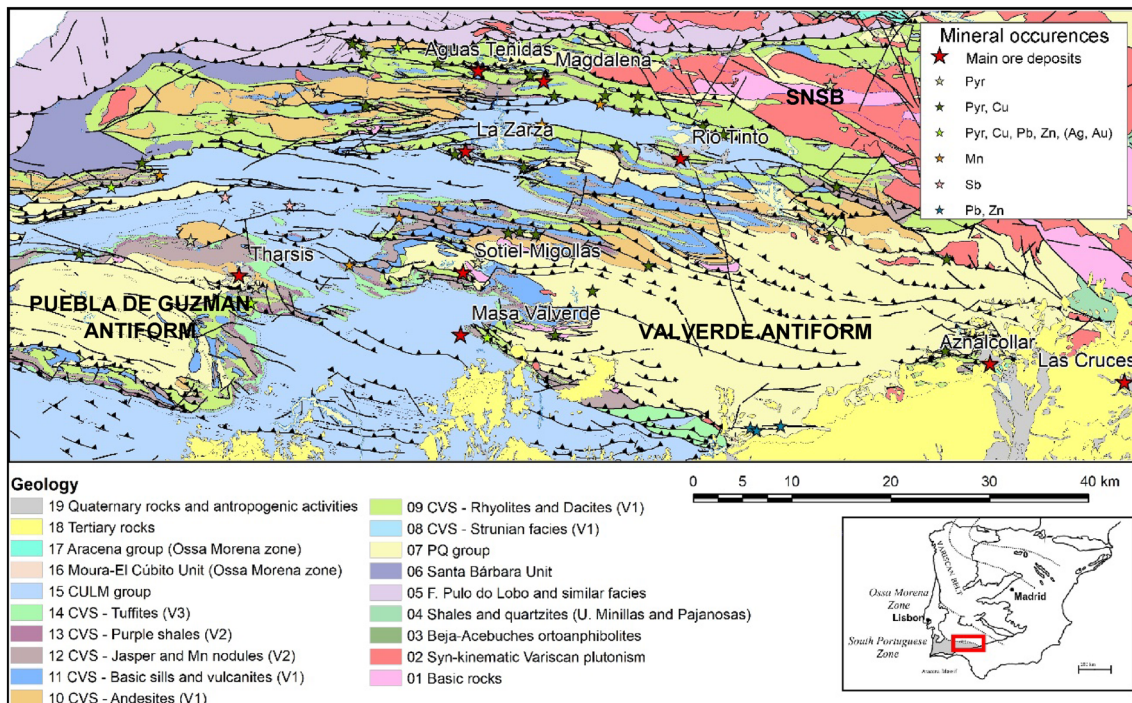 Mineral occurences
Main ore deposits
Pyr
Pyr, Cu
Pyr, Cu, Pb, Zn, (Ag, Au)
Mn
Sb
Pb, Zn
Aguas Teñidas
Magdalena
SNSB
La Zarza
Rio Tinto
Tharsis
Sotiel-Migollas
PUEBLA DE GUZMAN
ANTIFORM
Masa Valverde
VALVERDE ANTIFORM
Aznalcollar
Las Cruces
Geology
19 Quaternary rocks and antropogenic activities
18 Tertiary rocks
17 Aracena group (Ossa Morena zone)
16 Moura-El Cúbito Unit (Ossa Morena zone)
15 CULM group
14 CVS - Tuffites (V3)
13 CVS - Purple shales (V2)
12 CVS - Jasper and Mn nodules (V2)
11 CVS - Basic sills and vulcanites (V1)
10 CVS - Andesites (V1)
09 CVS - Rhyolites and Dacites (V1)
08 CVS - Strunian facies (V1)
07 PQ group
06 Santa Bárbara Unit
05 F. Pulo do Lobo and similar facies
04 Shales and quartzites (U. Minillas and Pajanosas)
03 Beja-Acebuches ortoanphibolites
02 Syn-kinematic Variscan plutonism
01 Basic rocks
0 5 10 20 30 40 km
VARISCAN BELT
Madrid
Ossa Morena
Zone
Lisbon
South Portuguese
Zone